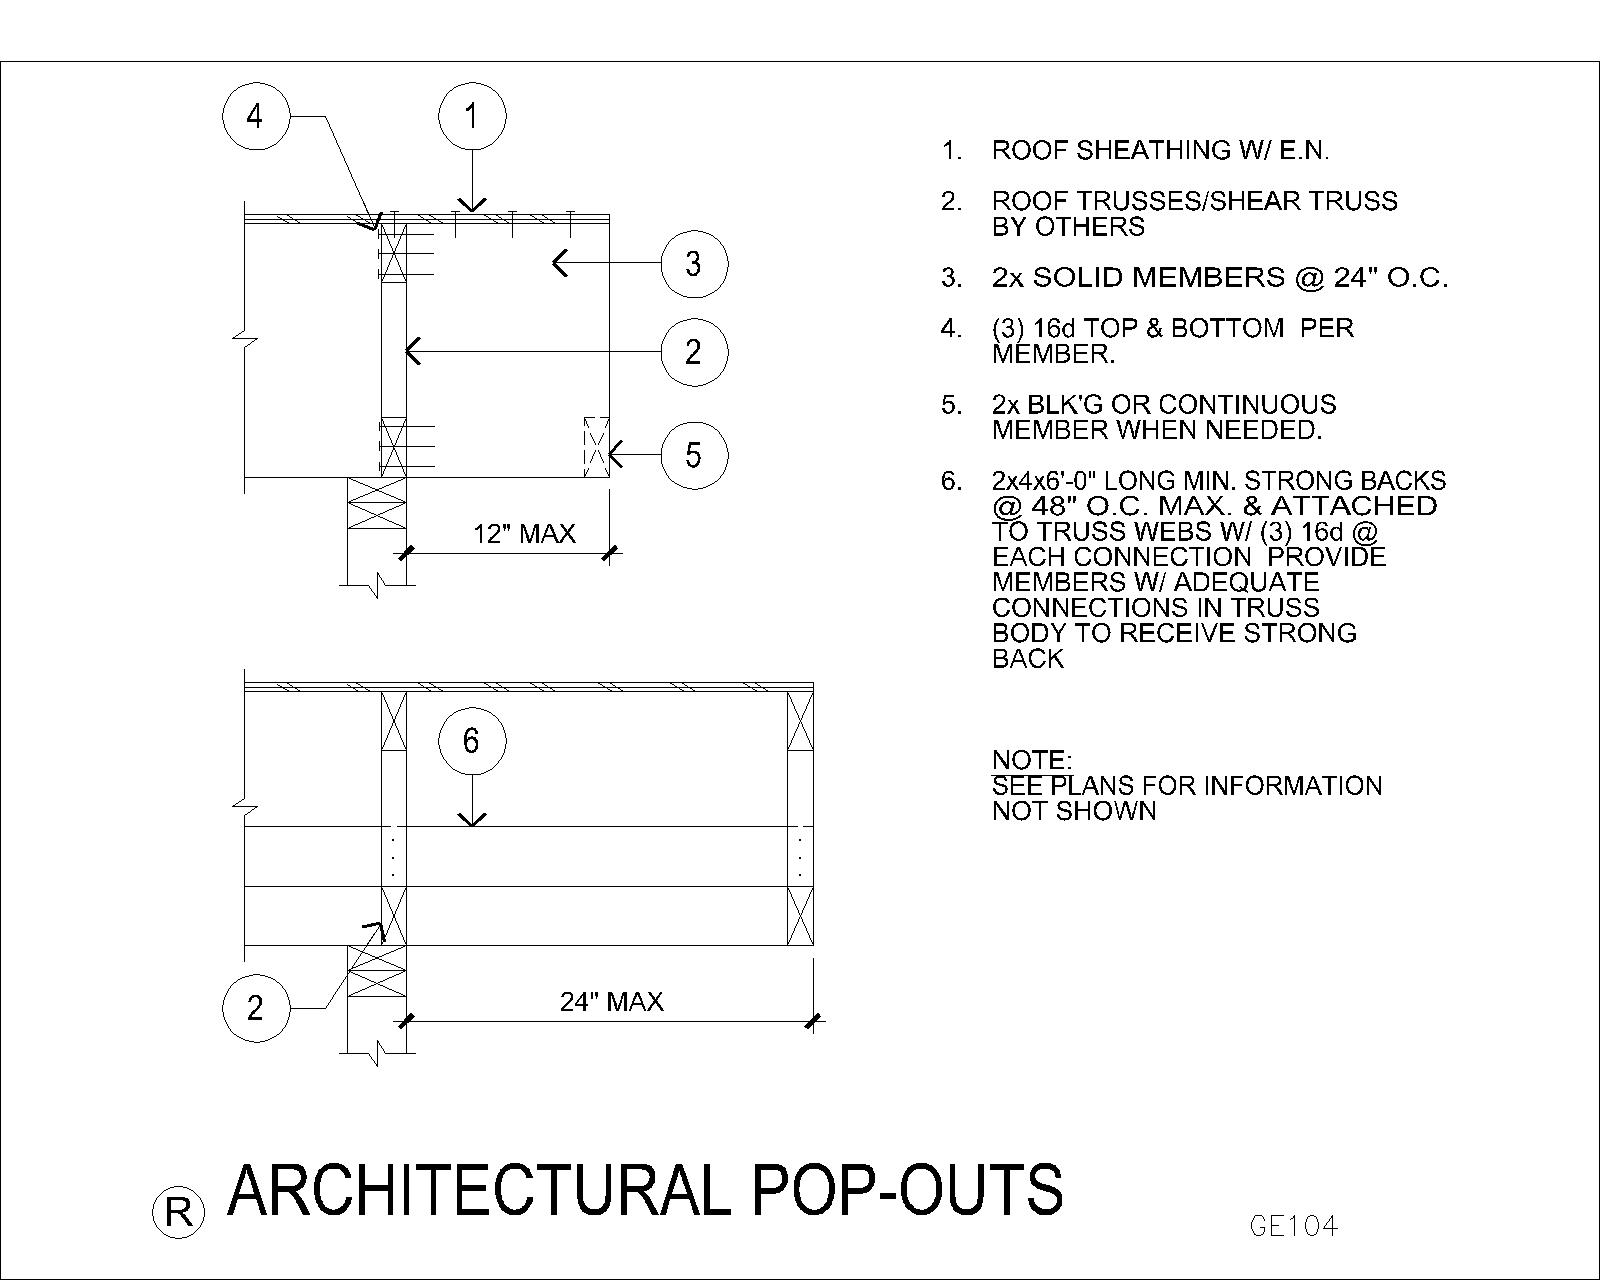 4
1
3
2
5
12" MAX
6
2
24" MAX
1. ROOF SHEATHING W/ E.N.
2. ROOF TRUSSES/SHEAR TRUSS
BY OTHERS
3. 2x SOLID MEMBERS @ 24" O.C.
4. (3) 16d TOP & BOTTOM PER
MEMBER.
5. 2x BLK'G OR CONTINUOUS
MEMBER WHEN NEEDED.
6. 2x4x6'-0" LONG MIN. STRONG BACKS
@ 48" O.C. MAX. & ATTACHED
TO TRUSS WEBS W/ (3) 16d @
EACH CONNECTION PROVIDE
MEMBERS W/ ADEQUATE
CONNECTIONS IN TRUSS
BODY TO RECEIVE STRONG
BACK
NOTE:
SEE PLANS FOR INFORMATION
NOT SHOWN
R ARCHITECTURAL POP-OUTS
GE104